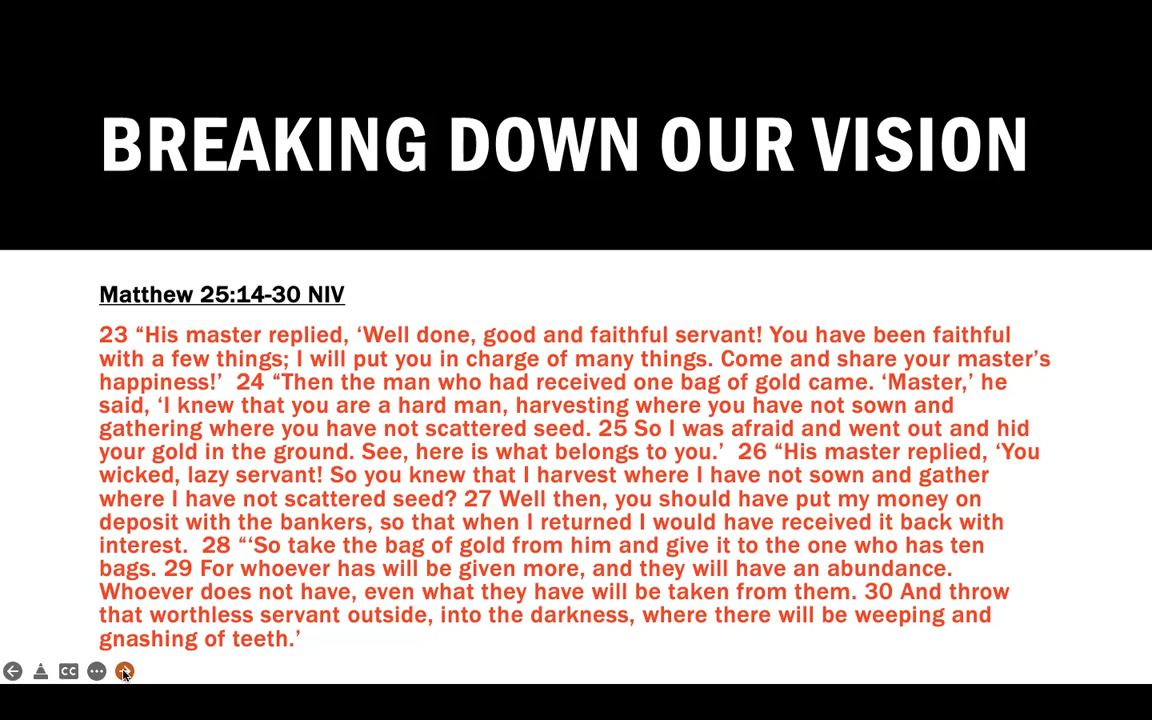 BREAKING DOWN OUR VISION
Matthew 25:14-30 NIV
23 “His master replied, ‘Well done, good and faithful servant! You have been faithful
with a few things; I will put you in charge of many things. Come and share your master’s
happiness!’  24 “Then the man who had received one bag of gold came. ‘Master,’ he
said, ‘I knew that you are a hard man, harvesting where you have not sown and
gathering where you have not scattered seed. 25 So I was afraid and went out and hid
your gold in the ground. See, here is what belongs to you.’  26 “His master replied, ‘You
wicked, lazy servant! So you knew that I harvest where I have not sown and gather
where I have not scattered seed? 27 Well then, you should have put my money on
deposit with the bankers, so that when I returned I would have received it back with
interest.  28 “‘So take the bag of gold from him and give it to the one who has ten
bags. 29 For whoever has will be given more, and they will have an abundance.
Whoever does not have, even what they have will be taken from them. 30 And throw
that worthless servant outside, into the darkness, where there will be weeping and
gnashing of teeth.’
CC